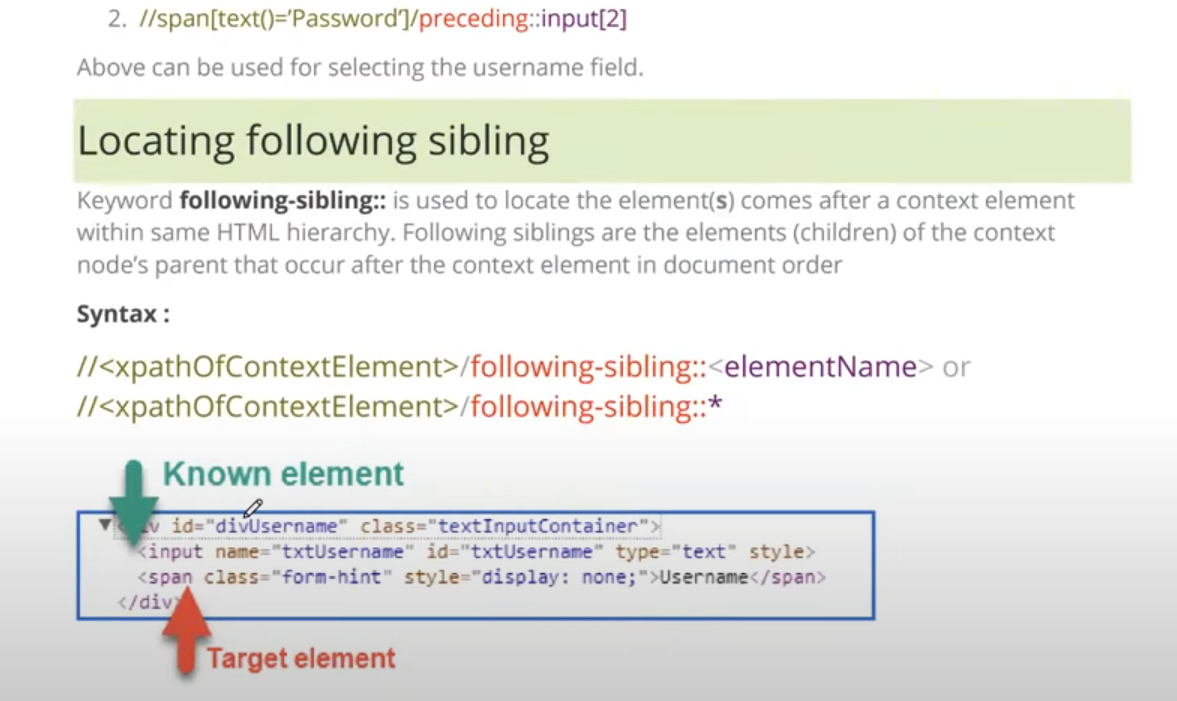 2. //span[text()=’Password’]/preceding::input[2]
Above can be used for selecting the username field.
Locating following sibling
Keyword following-sibling:: is used to locate the element(s) comes after a context element
within same HTML hierarchy. Following siblings are the elements (children) of the context
node’s parent that occur after the context element in document order
Syntax :
//<xpathOfContextElement>/following-sibling::<elementName> or
//<xpathOfContextElement>/following-sibling::*
Known element
id="divUsername" class="textInputContainer">
<input name="txtUsername" id="txtUsername" type="text" style>
<span class="form-hint" style="display: none;">Username</span>
</div>
Target element